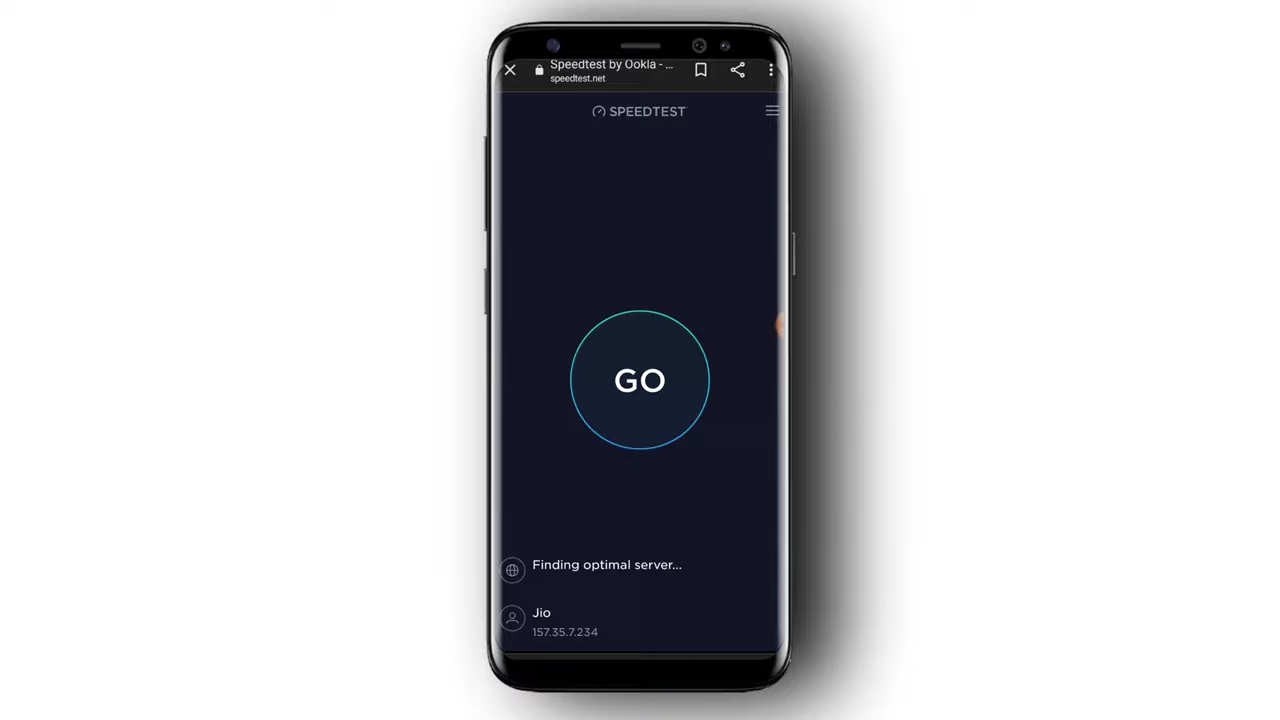 Speedtest by Ookla - ...
speedtest.net
SPEEDTEST
GO
Finding optimal server...
Jio
157.35.7.234